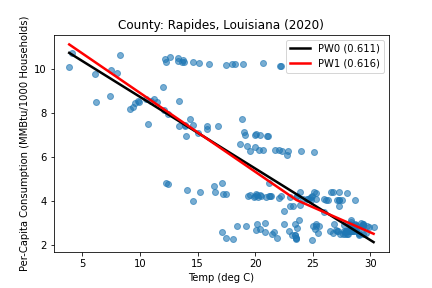 County: Rapides, Louisiana (2020)
PW0 (0.611)
PW1 (0.616)
Per-Capita Consumption (MMBtu/1000 Households)
10
8
6
4
2
5 10 15 20 25 30
Temp (deg C)